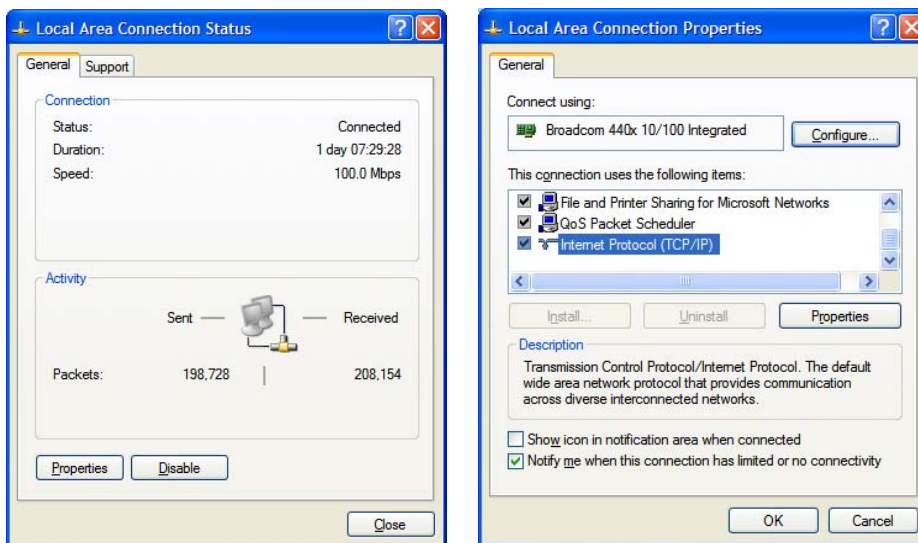 Local Area Connection Status
General Support
Connection
Status: Connected
Duration: 1 day 07:29:28
Speed: 100.0 Mbps
Activity
Sent Received
Packets: 198,728 208,154
Properties Disable
Close
Local Area Connection Properties
General
Connect using:
Broadcom 440x 10/100 Integrated
Configure...
This connection uses the following items:
File and Printer Sharing for Microsoft Networks
QoS Packet Scheduler
Internet Protocol (TCP/IP)
Install... Uninstall Properties
Description
Transmission Control Protocol/Internet Protocol. The default
wide area network protocol that provides communication
across diverse interconnected networks.
Show icon in notification area when connected
Notify me when this connection has limited or no connectivity
OK Cancel